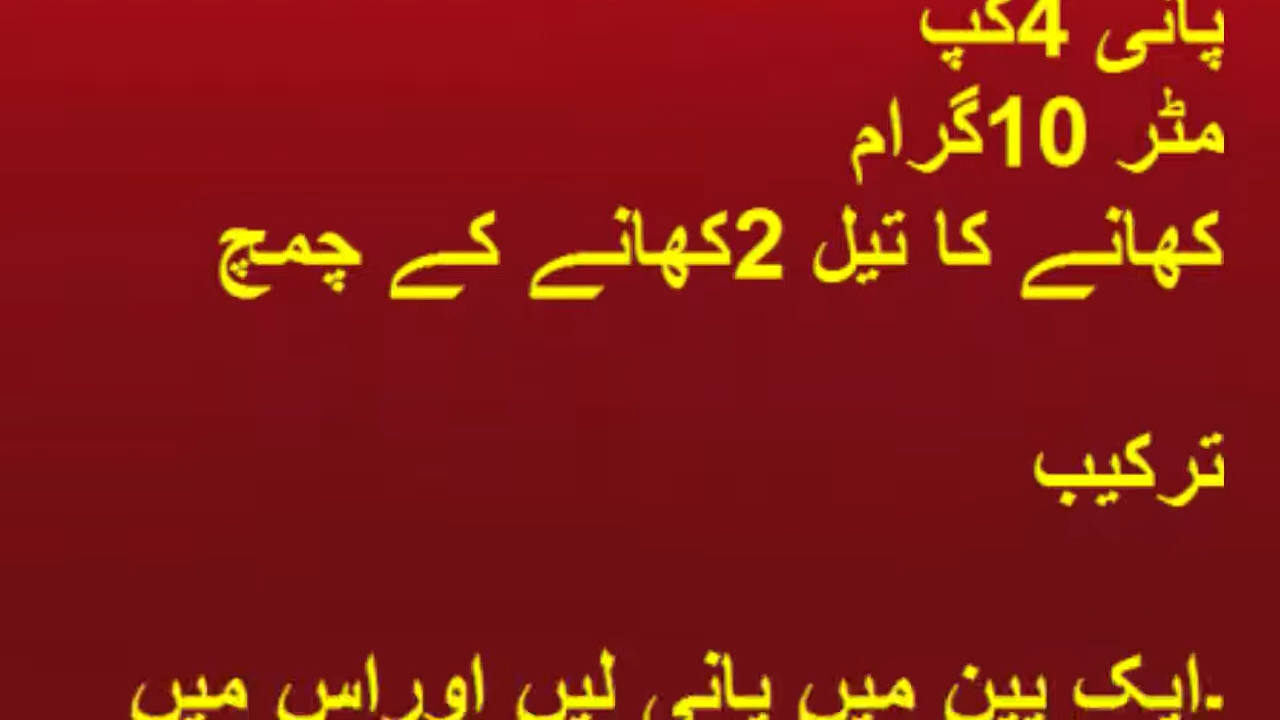 پانی 4کپ
مٹر 10گرام
کھانے کا تیل 2کھانے کے چمچ
ترکیب
۔ایک پین میں پانی لیں اوراس میں